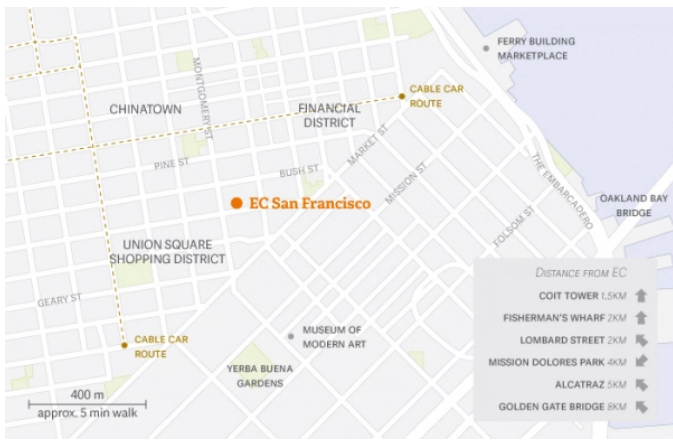 FERRY BUILDING
MARKETPLACE
MONTGOMERY ST
CABLE CAR
ROUTE
CHINATOWN
FINANCIAL
DISTRICT
MARKET ST
PINE ST
BUSH ST
MISSION ST
THE EMBARCADERO
EC San Francisco
OAKLAND BAY
BRIDGE
FOLSOM ST
UNION SQUARE
SHOPPING DISTRICT
DISTANCE FROM EC
COIT TOWER 1,5KM
FISHERMAN'S WHARF 2KM
LOMBARD STREET 2KM
MISSION DOLORES PARK 4KM
ALCATRAZ 5KM
GOLDEN GATE BRIDGE 8KM
GEARY ST
CABLE CAR
ROUTE
MUSEUM OF
MODERN ART
YERBA BUENA
GARDENS
400 m
approx. 5 min walk